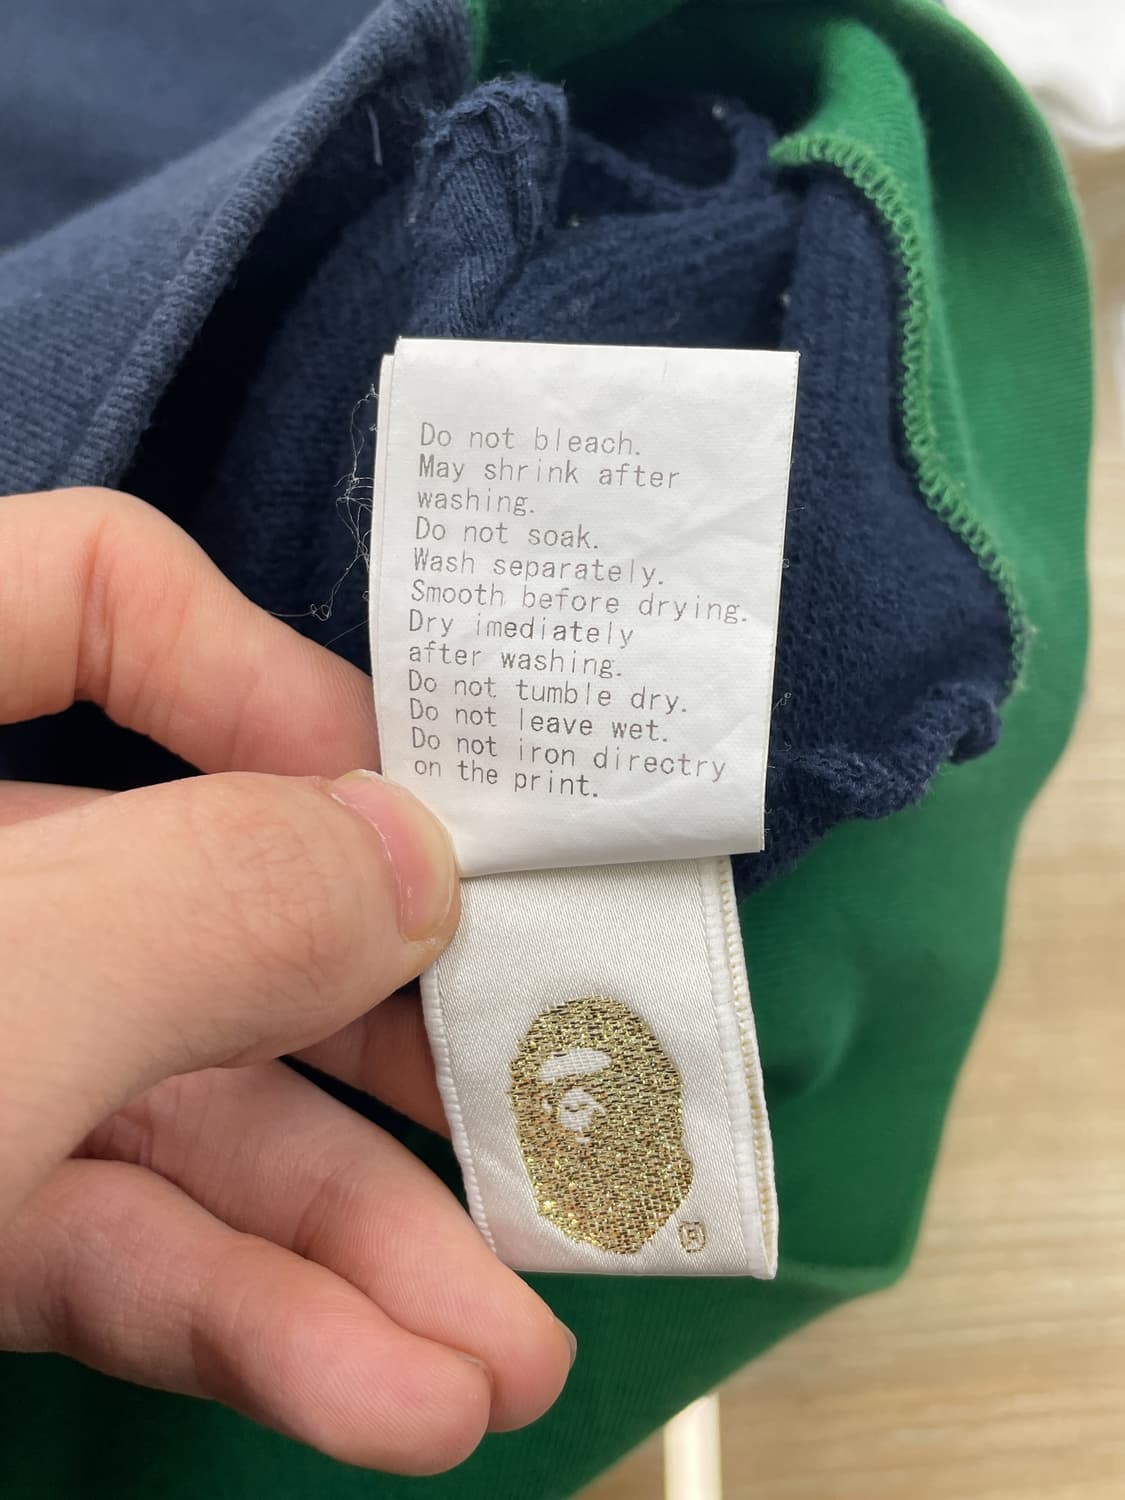 Do not bleach.
May shrink after
washing.
Do not soak.
Wash separately.
Smooth before drying.
Dry imediately
after washing.
Do not tumble dry.
Do not leave wet.
Do not iron directry
on the print.
®